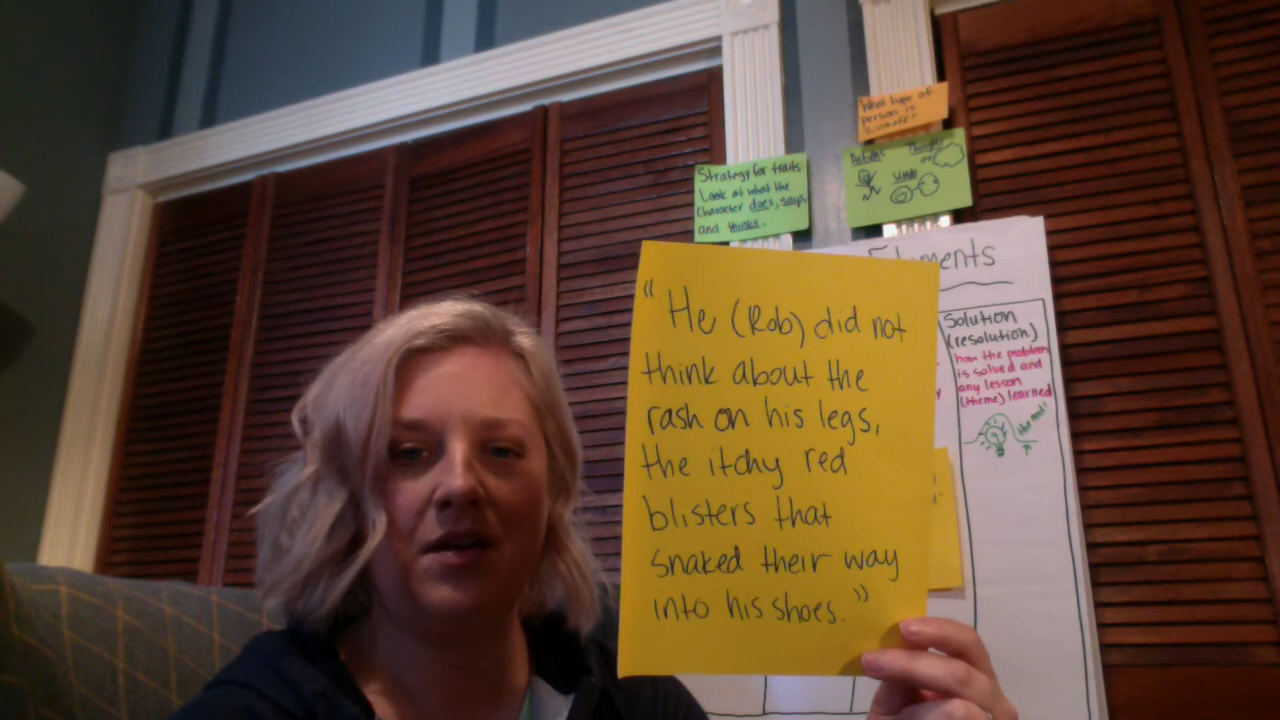 What type of
person is
Actions
Words
Strategy for traits
Look at what the
character does, says,
and thinks.
Elements
Solution
(resolution)
how the problem
is solved and
any lesson
(theme) learned
the end!
"He (Rob) did not
think about the
rash on his legs,
the itchy red
blisters that
snaked their way
into his shoes."